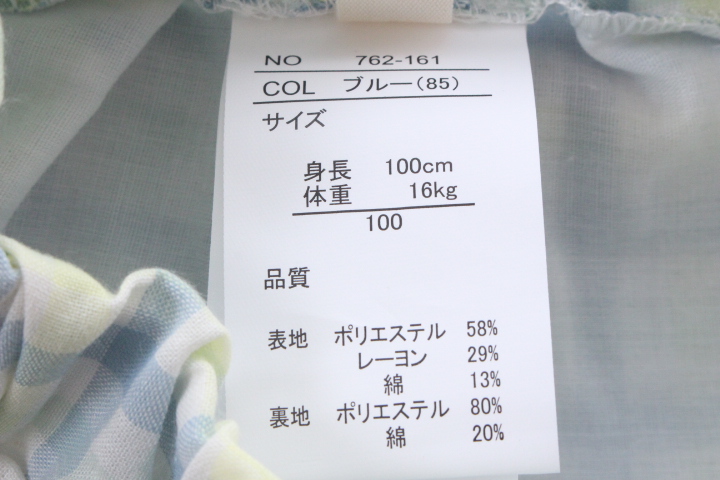 NO 762-161
COL ブルー(85)
サイズ
身長 100cm
体重 16kg
100
品質
表地 ポリエステル 58%
レーヨン 29%
綿 13%
裏地 ポリエステル 80%
綿 20%